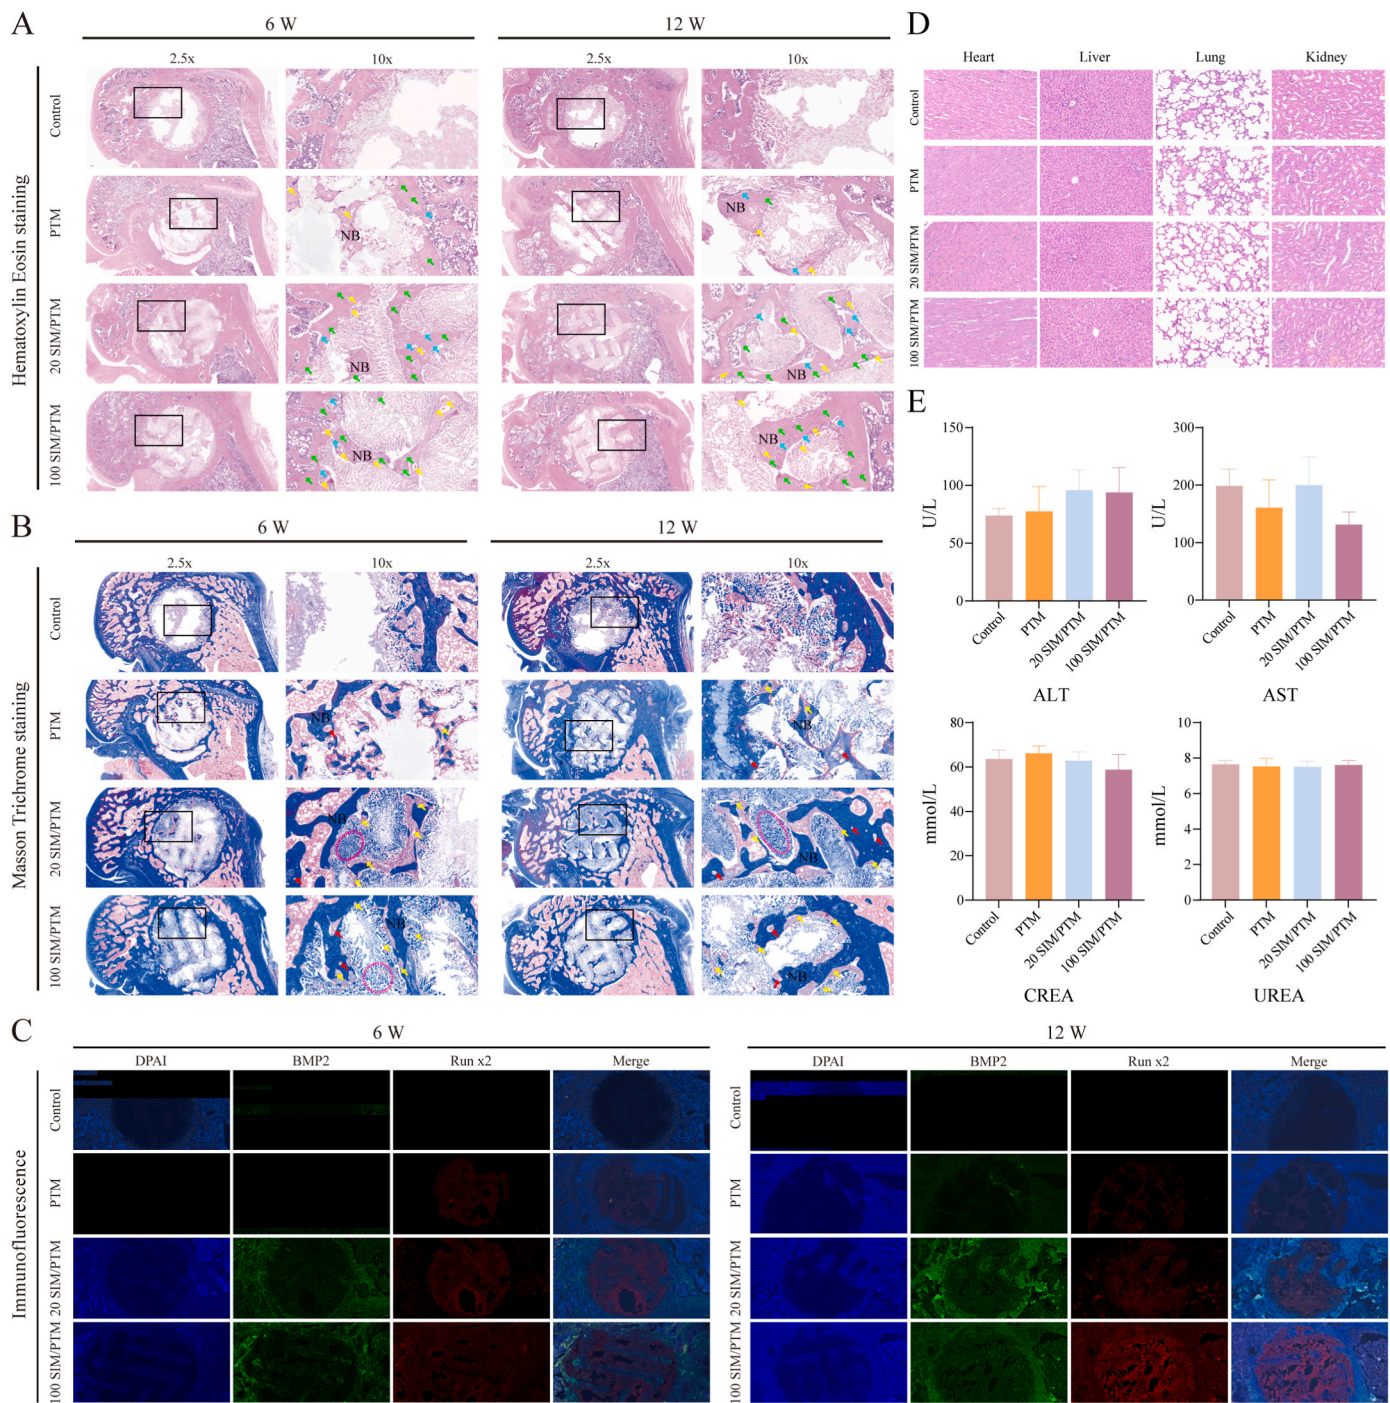 A
6 W
12 W
2.5x
10x
2.5x
10x
Hematoxylin Eosin staining
Control
PTM
NB
NB
20 SIM/PTM
NB
NB
100 SIM/PTM
NB
NB
B
6 W
12 W
2.5x
10x
2.5x
10x
Masson Trichrome staining
Control
PTM
NB
NB
20 SIM/PTM
NB
NB
100 SIM/PTM
NB
NB
C
6 W
12 W
DPAI
BMP2
Run x2
Merge
DPAI
BMP2
Run x2
Merge
Immunofluorescence
Control
PTM
20 SIM/PTM
100 SIM/PTM
Control
PTM
20 SIM/PTM
100 SIM/PTM
D
Heart
Liver
Lung
Kidney
Control
PTM
20 SIM/PTM
100 SIM/PTM
E
U/L
150
100
50
0
Control
PTM
20 SIM/PTM
100 SIM/PTM
ALT
U/L
300
200
100
0
Control
PTM
20 SIM/PTM
100 SIM/PTM
AST
mmol/L
80
60
40
20
0
Control
PTM
20 SIM/PTM
100 SIM/PTM
CREA
mmol/L
10
8
6
4
2
0
Control
PTM
20 SIM/PTM
100 SIM/PTM
UREA